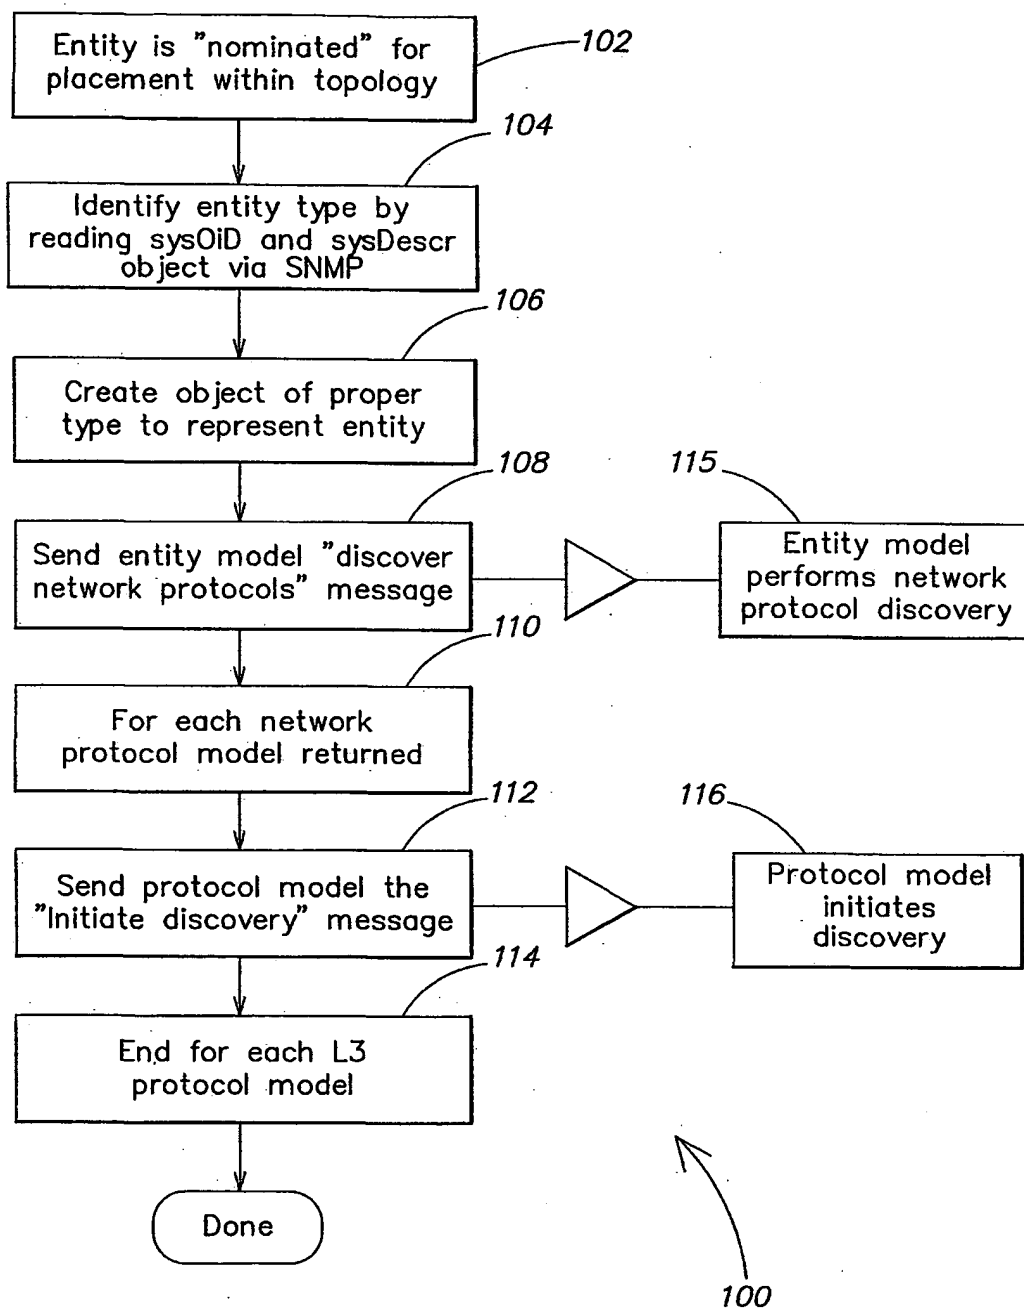 Entity is "nominated" for
placement within topology
102
104
Identify entity type by
reading sysOiD and sysDescr
object via SNMP
106
Create object of proper
type to represent entity
108
Send entity model "discover
network protocols" message
115
Entity model
performs network
protocol discovery
110
For each network
protocol model returned
112
Send protocol model the
"Initiate discovery" message
116
Protocol model
initiates
discovery
114
End for each L3
protocol model
Done
100